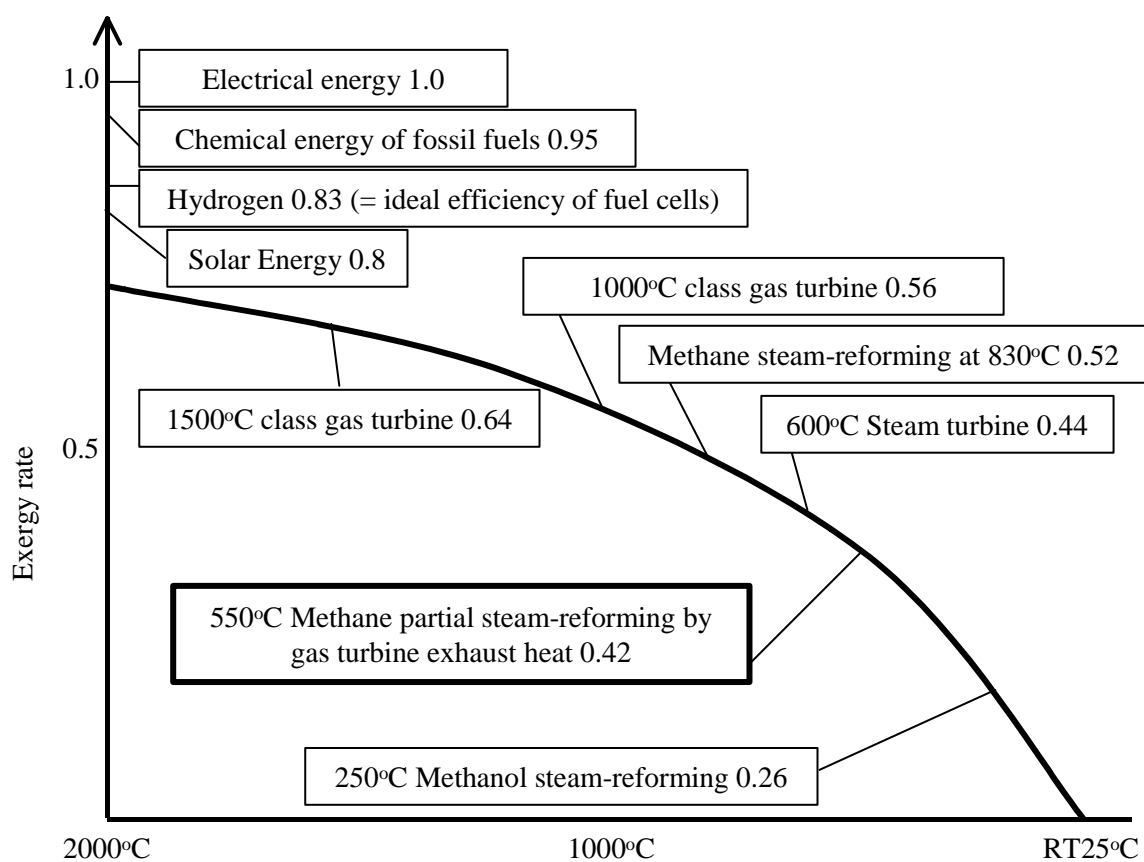 1.0
Electrical energy 1.0
Chemical energy of fossil fuels 0.95
Hydrogen 0.83 (= ideal efficiency of fuel cells)
Solar Energy 0.8
1000°C class gas turbine 0.56
Methane steam-reforming at 830°C 0.52
1500°C class gas turbine 0.64
600°C Steam turbine 0.44
0.5
Exergy rate
550°C Methane partial steam-reforming by
gas turbine exhaust heat 0.42
250°C Methanol steam-reforming 0.26
2000°C
1000°C
RT25°C